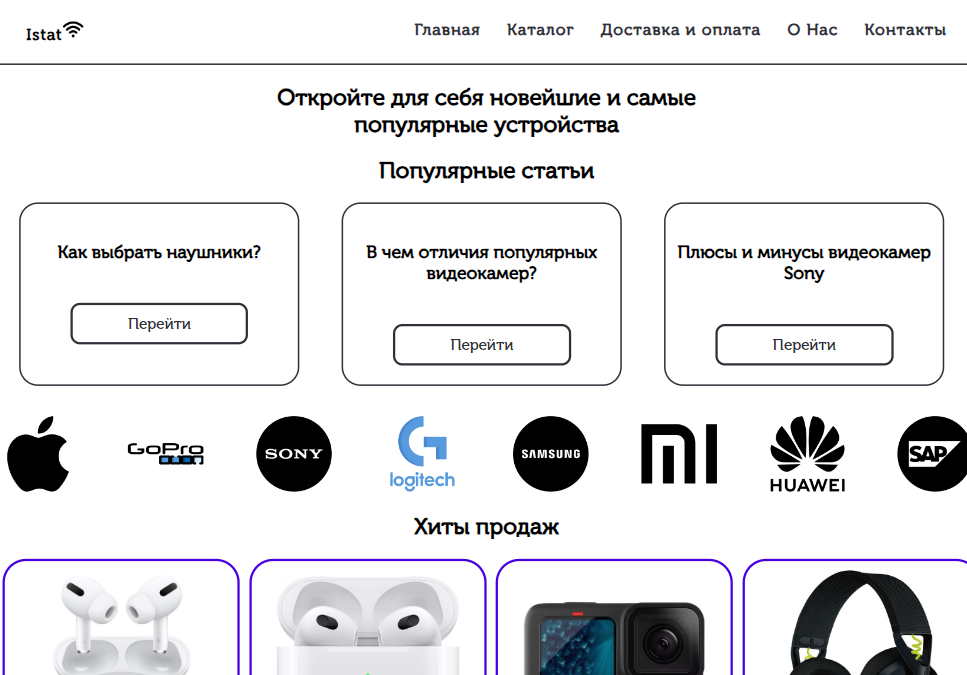 Istat
Главная Каталог Доставка и оплата О Нас Контакты
Откройте для себя новейшие и самые
популярные устройства
Популярные статьи
Как выбрать наушники?
Перейти
В чем отличия популярных
видеокамер?
Перейти
Плюсы и минусы видеокамер
Sony
Перейти
GoPro
SONY
logitech
SAMSUNG
MI
HUAWEI
SAP
Хиты продаж